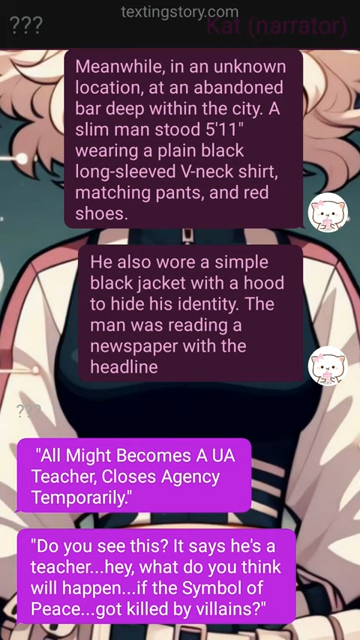 textingstory.com
???
Kat (narrator)
Meanwhile, in an unknown
location, at an abandoned
bar deep within the city. A
slim man stood 5'11"
wearing a plain black
long-sleeved V-neck shirt,
matching pants, and red
shoes.
He also wore a simple
black jacket with a hood
to hide his identity. The
man was reading a
newspaper with the
headline
???
"All Might Becomes A UA
Teacher, Closes Agency
Temporarily."
"Do you see this? It says he's a
teacher...hey, what do you think
will happen...if the Symbol of
Peace...got killed by villains?"